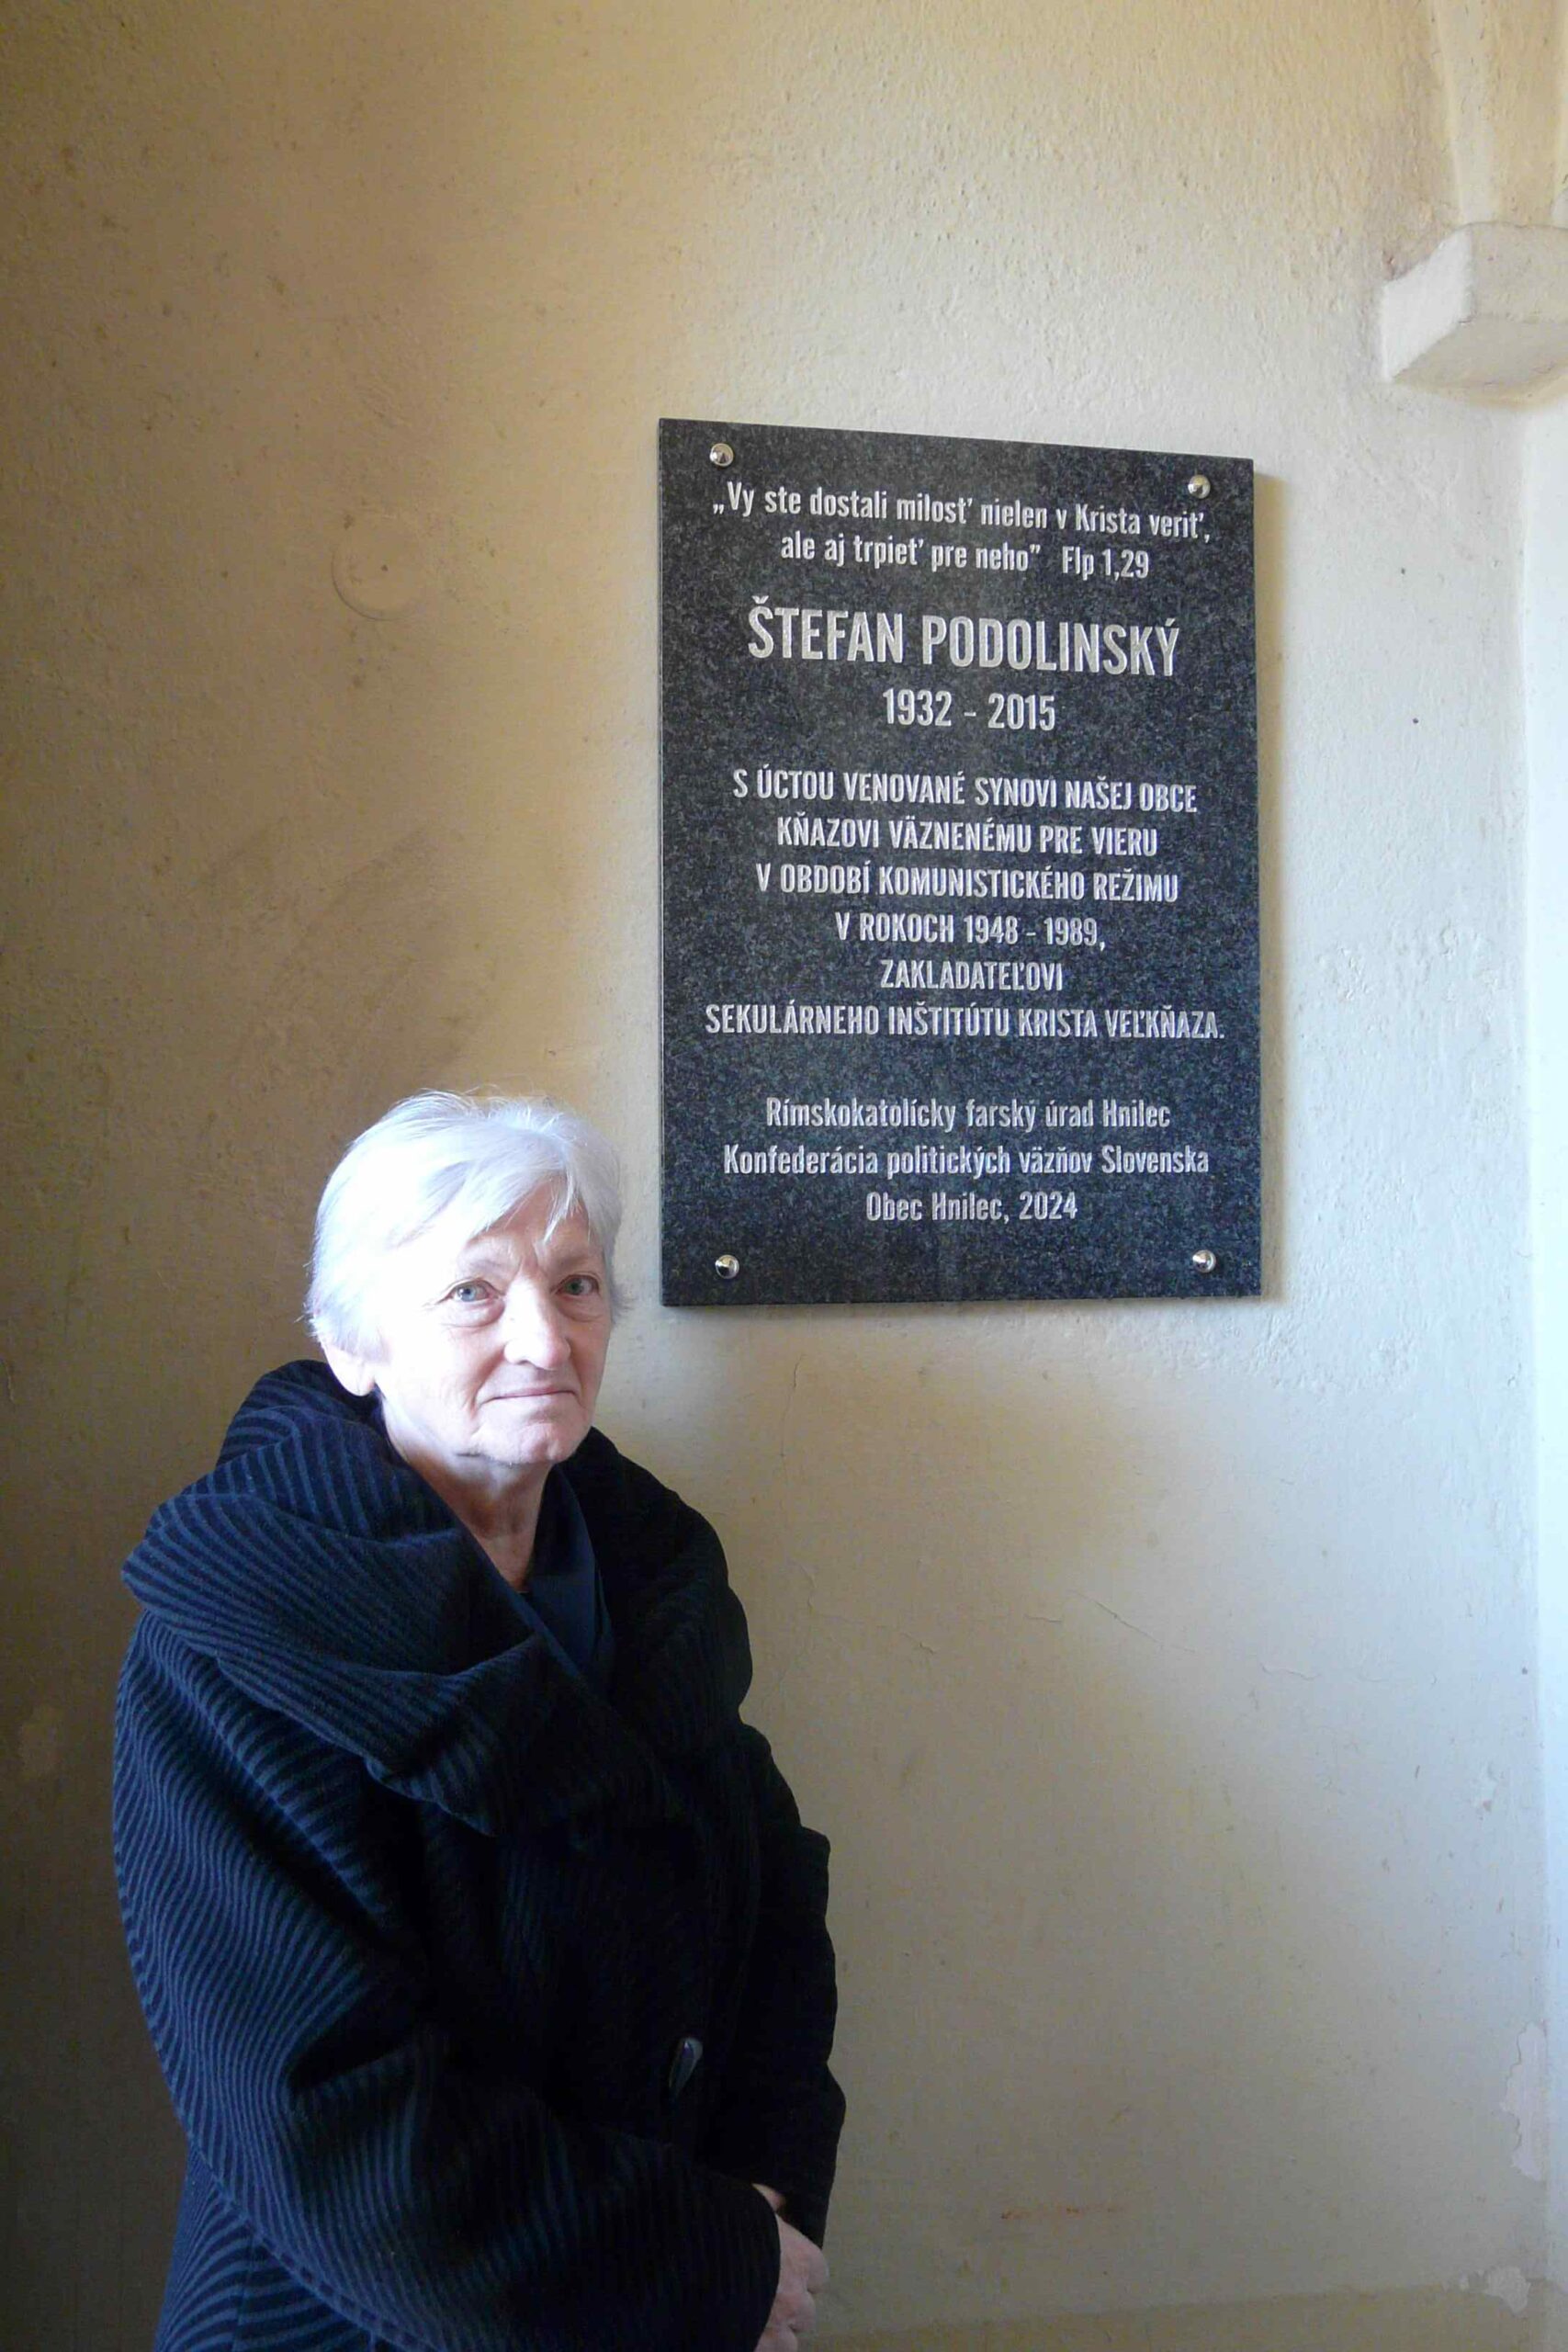 „Vy ste dostali milosť nielen v Krista veriť,
ale aj trpieť pre neho” Flp 1,29
ŠTEFAN PODOLINSKÝ
1932 - 2015
S ÚCTOU VENOVANÉ SYNOVI NAŠEJ OBCE
KŇAZOVI VÄZNENÉMU PRE VIERU
V OBDOBÍ KOMUNISTICKÉHO REŽIMU
V ROKOCH 1948 - 1989,
ZAKLADATEĽOVI
SEKULÁRNEHO INŠTITÚTU KRISTA VEĽKŇAZA.
Rímskokatolícky farský úrad Hnilec
Konfederácia politických väzňov Slovenska
Obec Hnilec, 2024